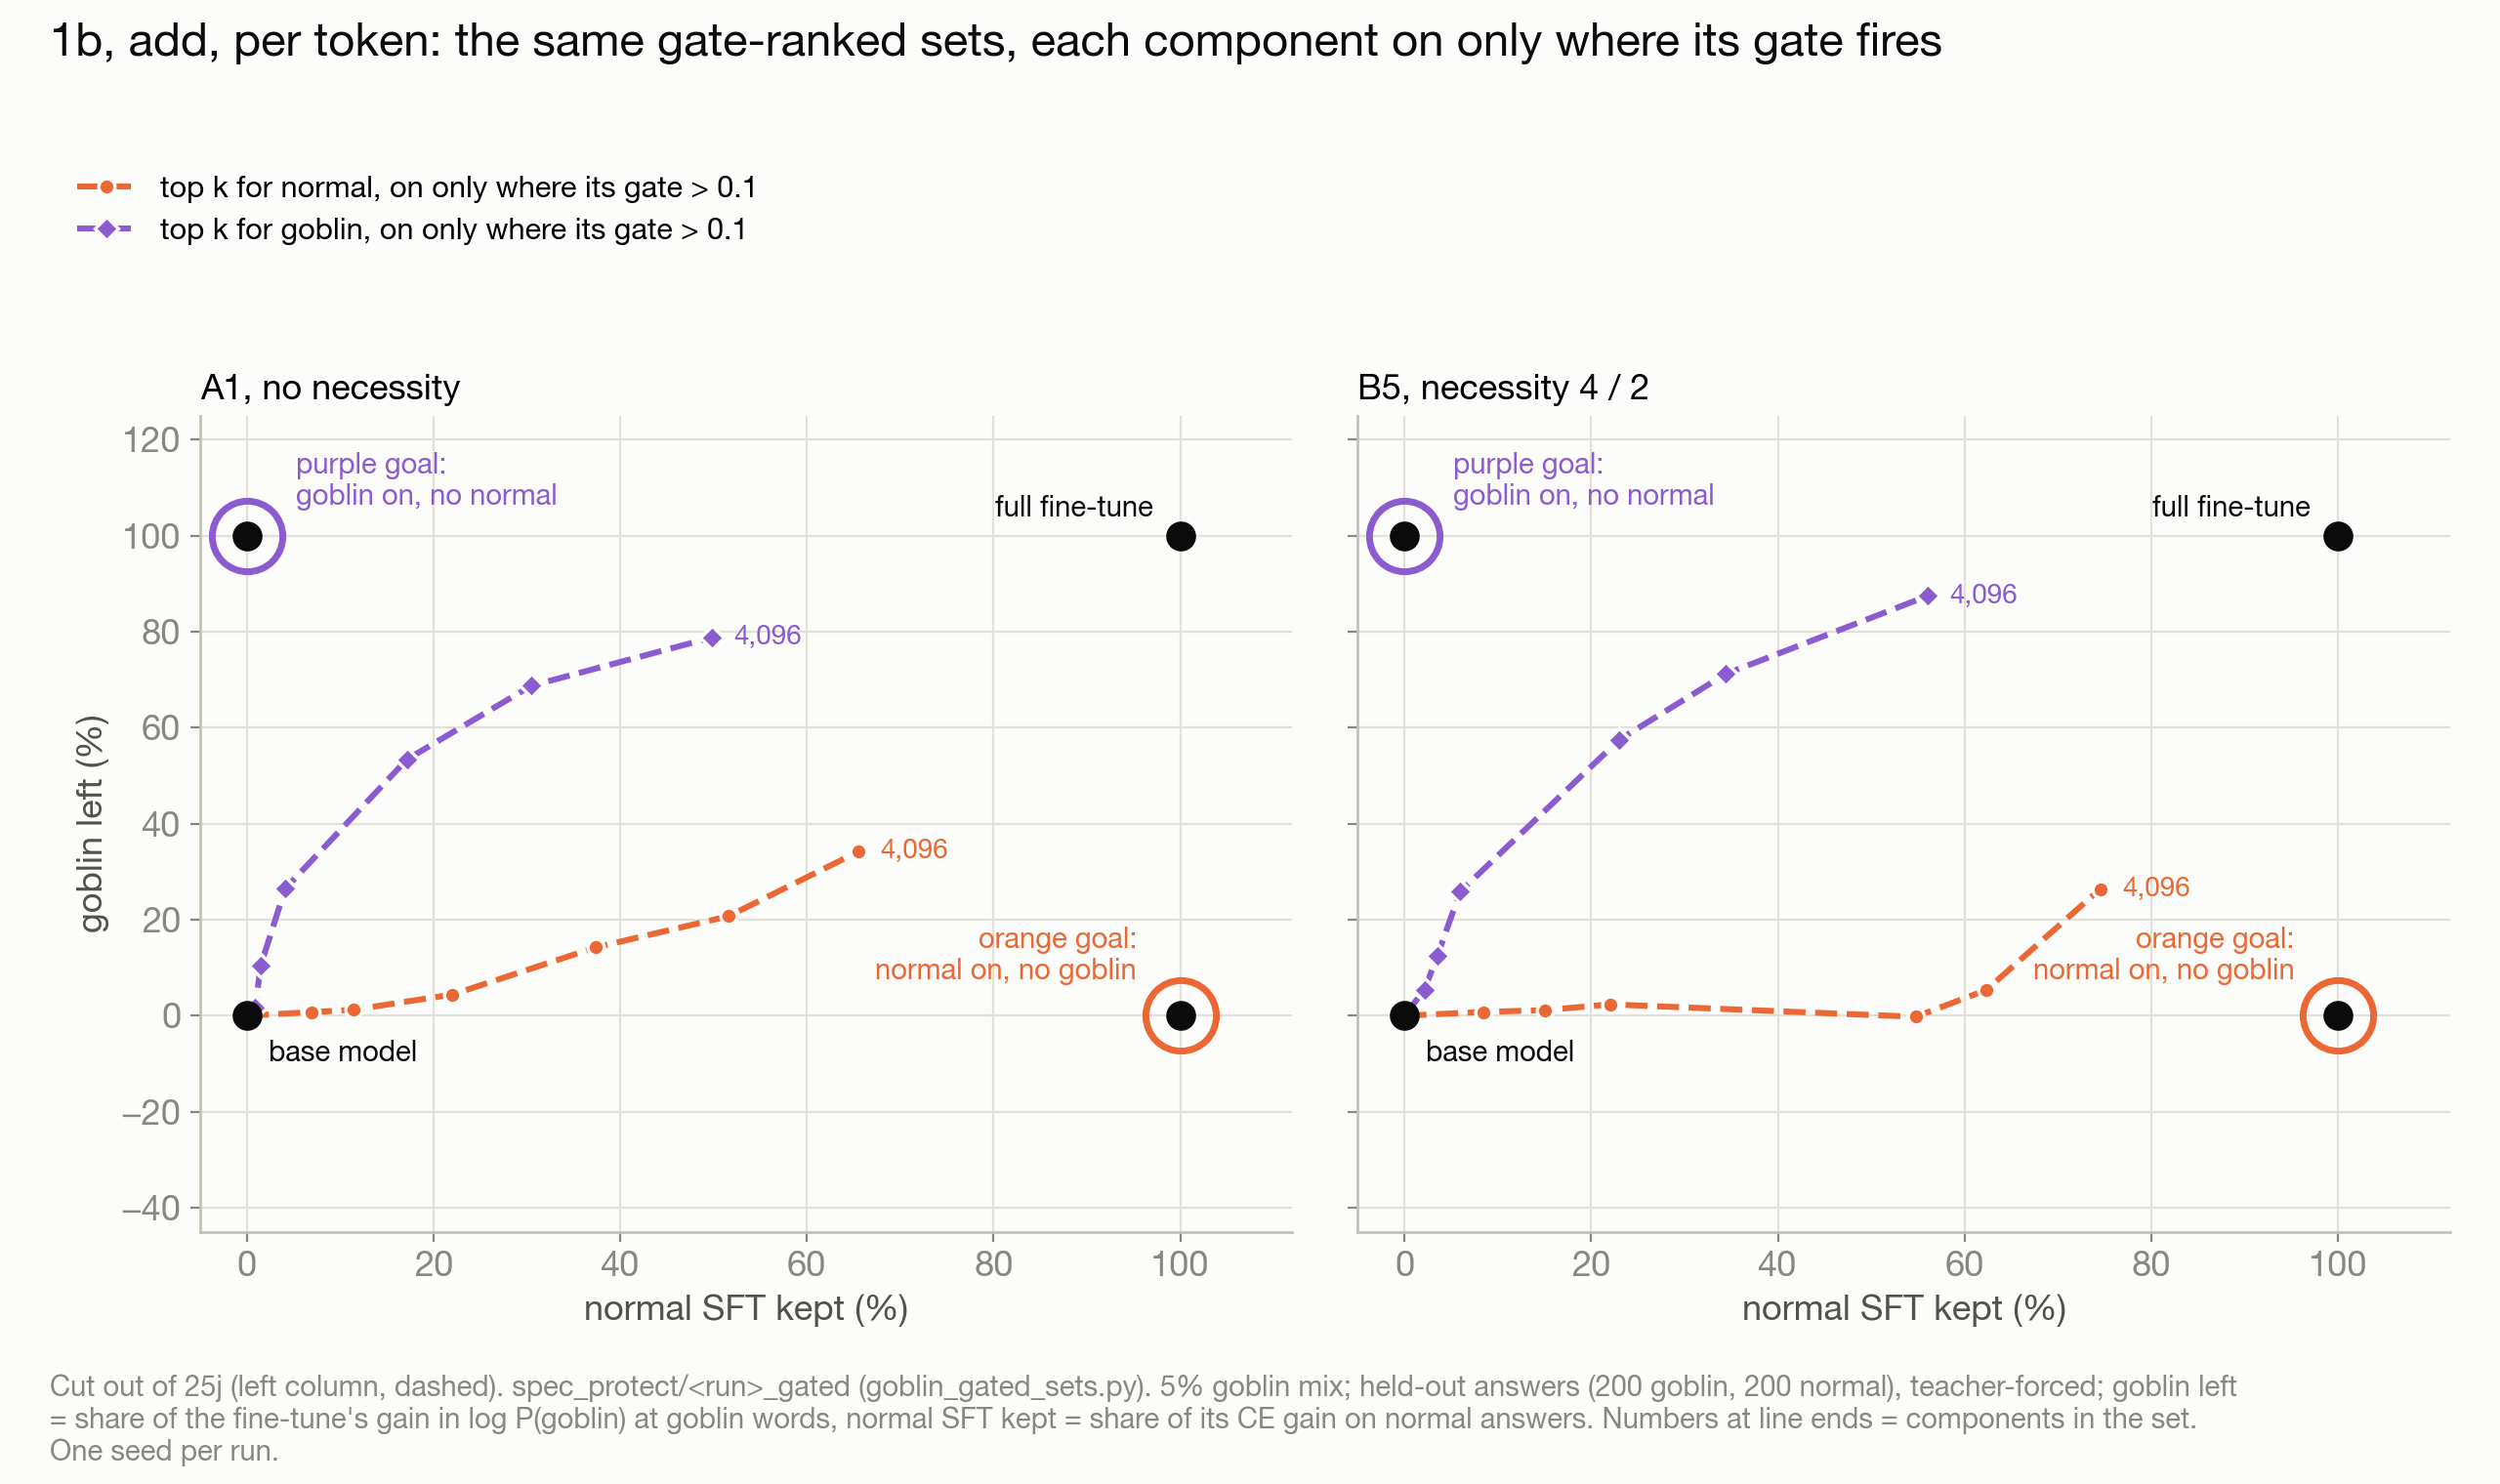 1b, add, per token: the same gate-ranked sets, each component on only where its gate fires
top k for normal, on only where its gate > 0.1
top k for goblin, on only where its gate > 0.1
A1, no necessity
120
100
80
60
40
20
0
−20
−40
goblin left (%)
purple goal:
goblin on, no normal
full fine-tune
4,096
4,096
orange goal:
normal on, no goblin
base model
0 20 40 60 80 100
normal SFT kept (%)
B5, necessity 4 / 2
purple goal:
goblin on, no normal
full fine-tune
4,096
4,096
orange goal:
normal on, no goblin
base model
0 20 40 60 80 100
normal SFT kept (%)
Cut out of 25j (left column, dashed). spec_protect/<run>_gated (goblin_gated_sets.py). 5% goblin mix; held-out answers (200 goblin, 200 normal), teacher-forced; goblin left
= share of the fine-tune's gain in log P(goblin) at goblin words, normal SFT kept = share of its CE gain on normal answers. Numbers at line ends = components in the set.
One seed per run.